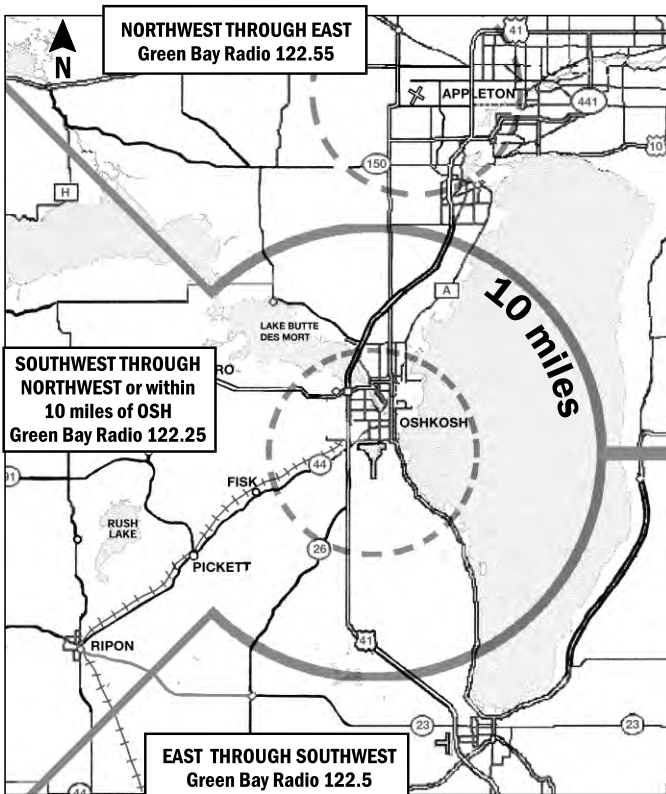 NORTHWEST THROUGH EAST
Green Bay Radio 122.55
N
41
APPLETON
441
10
150
H
A
10 miles
LAKE BUTTE
DES MORT
SOUTHWEST THROUGH
NORTHWEST or within
10 miles of OSH
Green Bay Radio 122.25
RO
OSHKOSH
44
FISK
91
RUSH
LAKE
PICKETT
26
RIPON
41
23
23
EAST THROUGH SOUTHWEST
Green Bay Radio 122.5
44